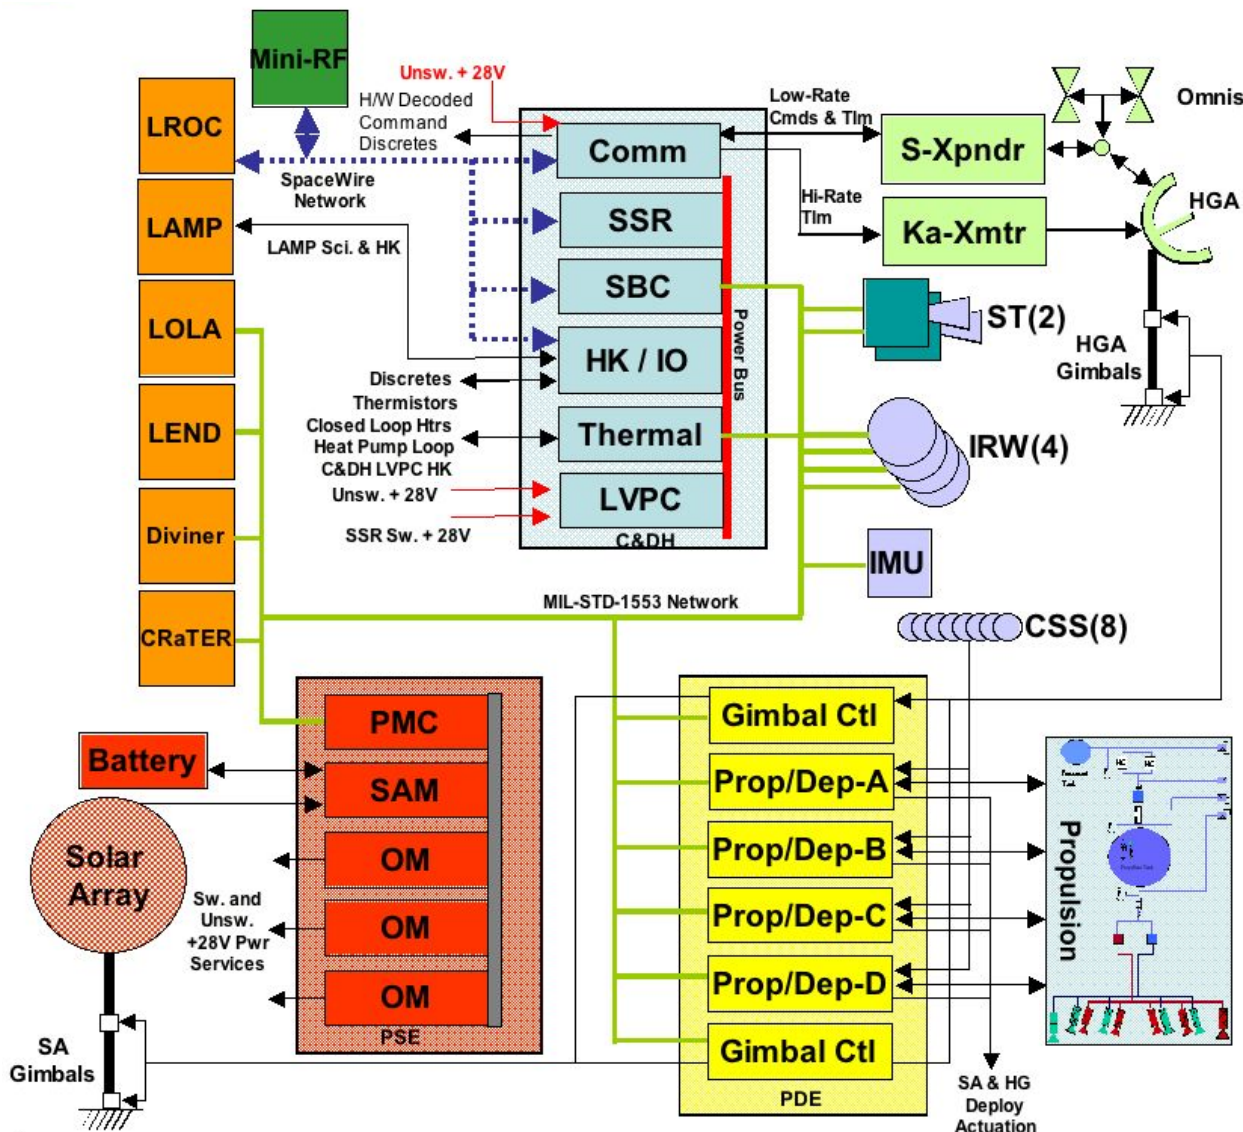 Mini-RF
LROC
LAMP
LOLA
LEND
Diviner
CRaTER
Unsw. + 28V
H/W Decoded
Command
Discretes
SpaceWire
Network
LAMP Sci. & HK
Discretes
Thermistors
Closed Loop Htrs
Heat Pump Loop
C&DH LVPC HK
Unsw. + 28V
SSR Sw. + 28V
Comm
SSR
SBC
HK / IO
Thermal
LVPC
C&DH
Power Bus
Low-Rate
Cmds & Tlm
Hi-Rate
Tlm
S-Xpndr
Ka-Xmtr
Omnis
HGA
HGA
Gimbals
ST(2)
IRW(4)
IMU
CSS(8)
MIL-STD-1553 Network
PMC
SAM
OM
OM
OM
PSE
Battery
Solar
Array
Sw. and
Unsw.
+28V Pwr
Services
SA
Gimbals
Gimbal Ctl
Prop/Dep-A
Prop/Dep-B
Prop/Dep-C
Prop/Dep-D
Gimbal Ctl
PDE
SA & HG
Deploy
Actuation
Propulsion